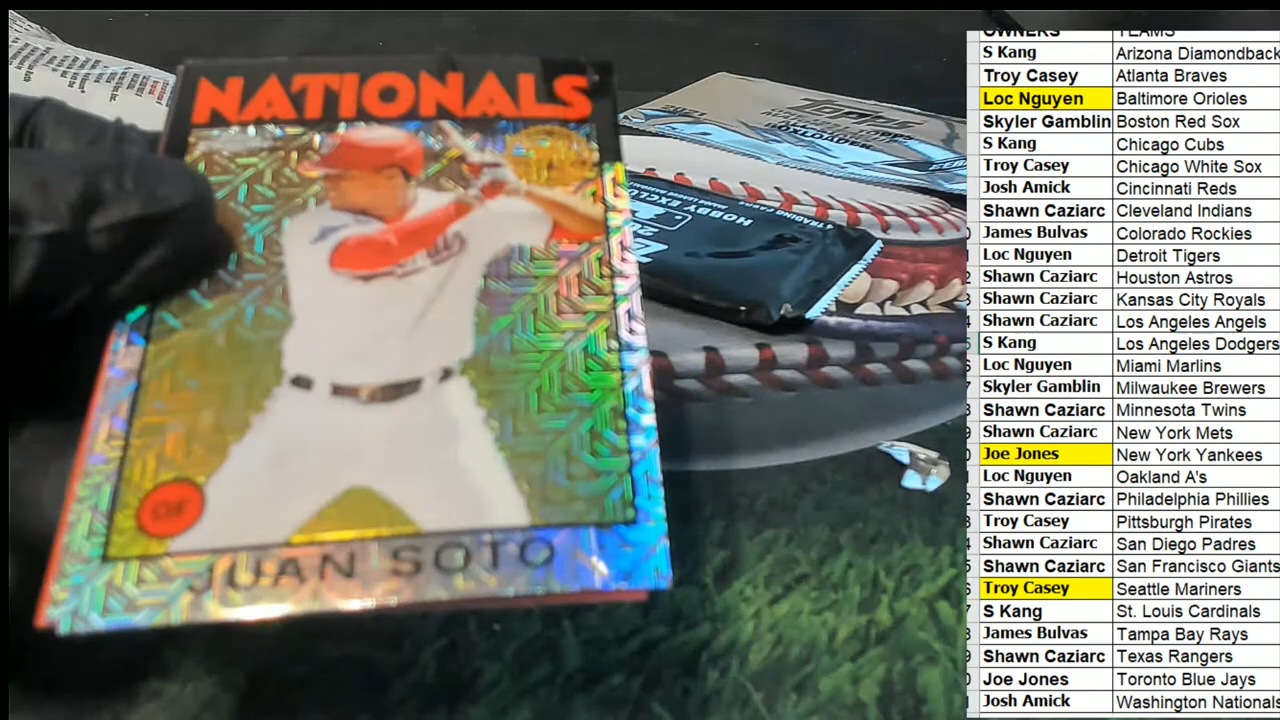 NATIONALS
OF
JUAN SOTO
Topps
HOBBY EXCLU
TRADING CARDS
OWNERS TEAMS
S Kang Arizona Diamondback
Troy Casey Atlanta Braves
Loc Nguyen Baltimore Orioles
Skyler Gamblin Boston Red Sox
S Kang Chicago Cubs
Troy Casey Chicago White Sox
Josh Amick Cincinnati Reds
Shawn Caziarc Cleveland Indians
James Bulvas Colorado Rockies
Loc Nguyen Detroit Tigers
Shawn Caziarc Houston Astros
Shawn Caziarc Kansas City Royals
Shawn Caziarc Los Angeles Angels
S Kang Los Angeles Dodgers
Loc Nguyen Miami Marlins
Skyler Gamblin Milwaukee Brewers
Shawn Caziarc Minnesota Twins
Shawn Caziarc New York Mets
Joe Jones New York Yankees
Loc Nguyen Oakland A's
Shawn Caziarc Philadelphia Phillies
Troy Casey Pittsburgh Pirates
Shawn Caziarc San Diego Padres
Shawn Caziarc San Francisco Giants
Troy Casey Seattle Mariners
S Kang St. Louis Cardinals
James Bulvas Tampa Bay Rays
Shawn Caziarc Texas Rangers
Joe Jones Toronto Blue Jays
Josh Amick Washington Nationals